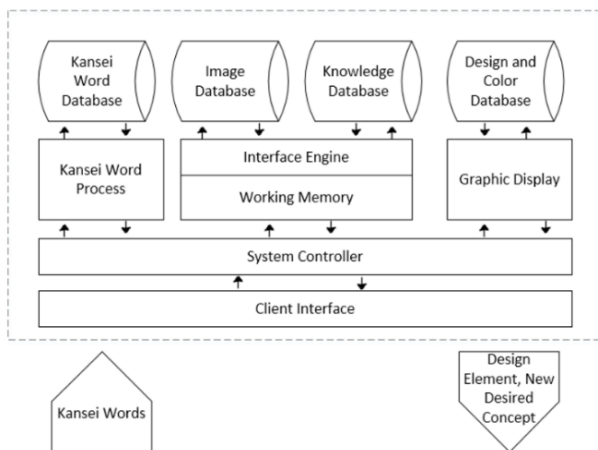 Kansei
Word
Database
Image
Database
Knowledge
Database
Design and
Color
Database
Kansei Word
Process
Interface Engine
Working Memory
Graphic Display
System Controller
Client Interface
Kansei Words
Design
Element, New
Desired
Concept